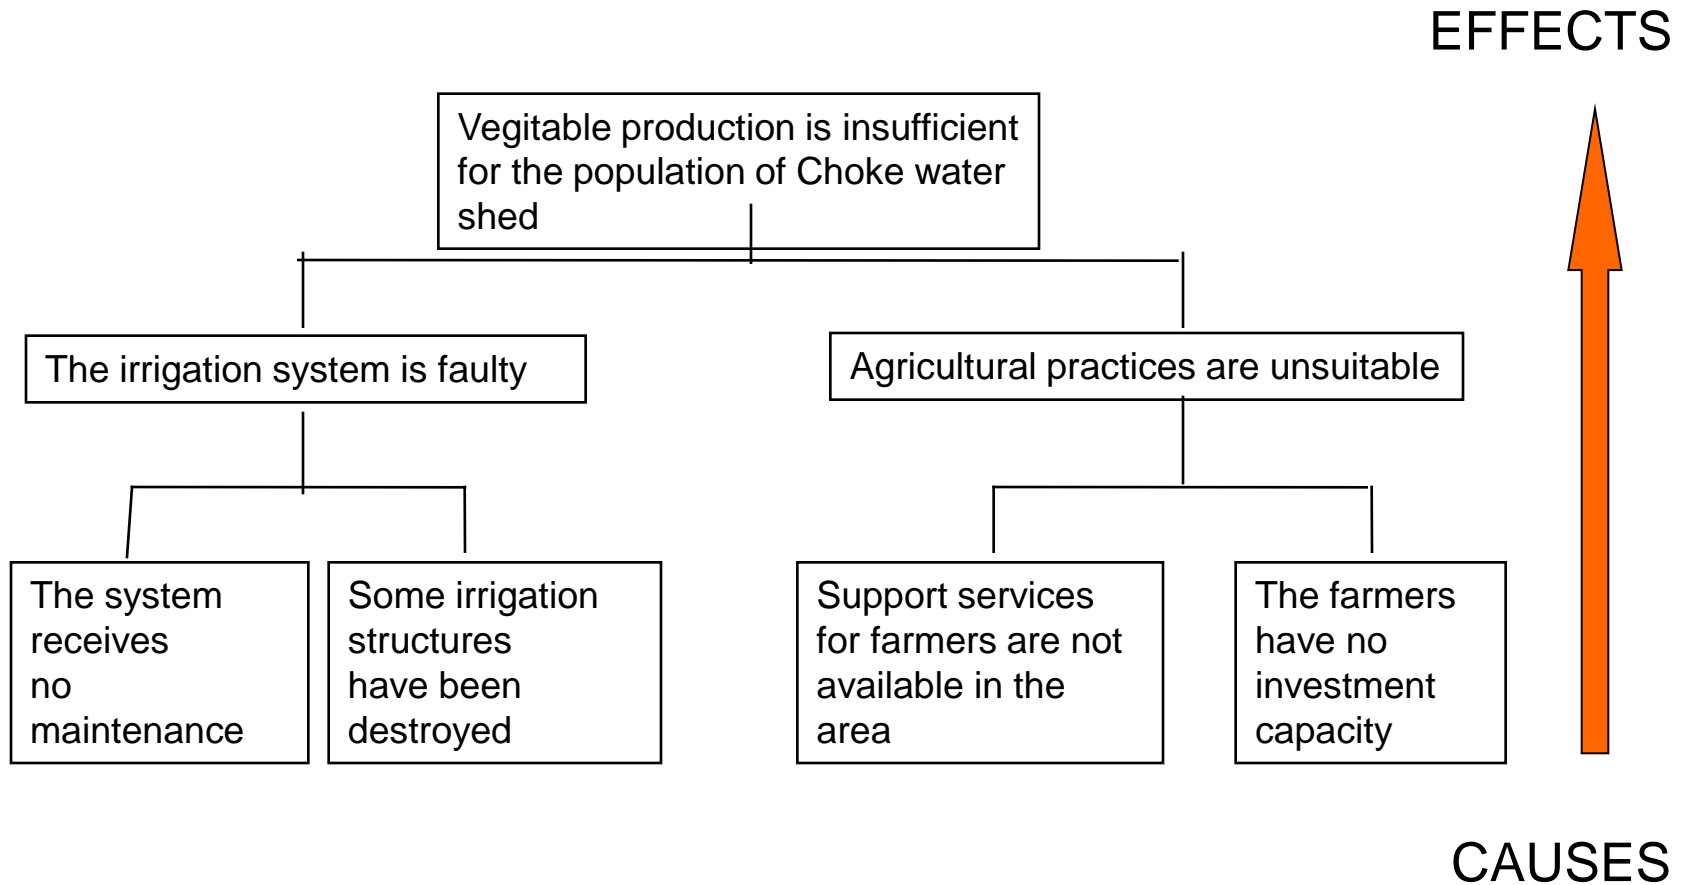 EFFECTS
Vegitable production is insufficient
for the population of Choke water
shed
The irrigation system is faulty
Agricultural practices are unsuitable
The system
receives
no
maintenance
Some irrigation
structures
have been
destroyed
Support services
for farmers are not
available in the
area
The farmers
have no
investment
capacity
CAUSES